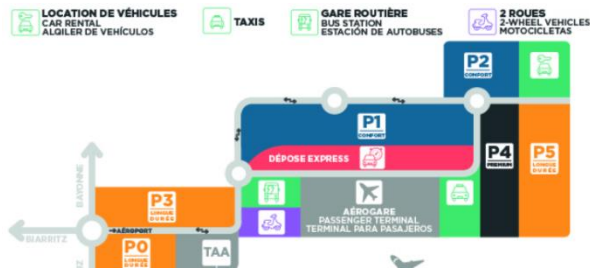 LOCATION DE VÉHICULES
CAR RENTAL
ALQILER DE VEHÍCULOS
TAXIS
GARE ROUTIÈRE
BUS STATION
ESTACIÓN DE AUTOBUSES
2 ROUES
2-WHEEL VEHICLES
MOTOCICLETAS
P2
CONFORT
P1
CONFORT
DÉPOSE EXPRESS
P4
PREMIUM
P5
LONGUE
DURÉE
BAYONNE
P3
LONGUE
DURÉE
AÉROGARE
PASSENGER TERMINAL
TERMINAL PARA PASAJEROS
BIARRITZ
AÉROPORT
P0
LONGUE
DURÉE
TAA